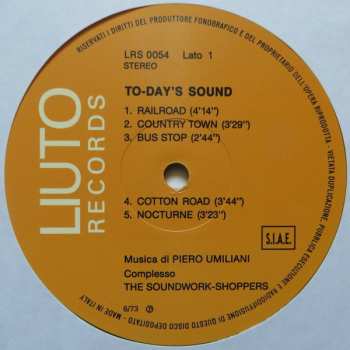 RISERVATI I DIRITTI DEL PRODUTTORE FONOGRAFICO E DEL PROPRIETARIO DELL'OPERA RIPRODOTTA - VIETATA DUPLICAZIONE, PUBBLICA ESECUZIONE E RADIODIFFUSIONE DI QUESTO DISCO DEPOSITATO - MADE IN ITALY
LIUTO
RECORDS
LRS 0054 Lato 1
STEREO
TO-DAY'S SOUND
1. RAILROAD (4'14")
2. COUNTRY TOWN (3'29")
3. BUS STOP (2'44")
4. COTTON ROAD (3'44")
5. NOCTURNE (3'23")
S.I.A.E.
Musica di PIERO UMILIANI
Complesso
THE SOUNDWORK-SHOPPERS
6/73 Ⓟ